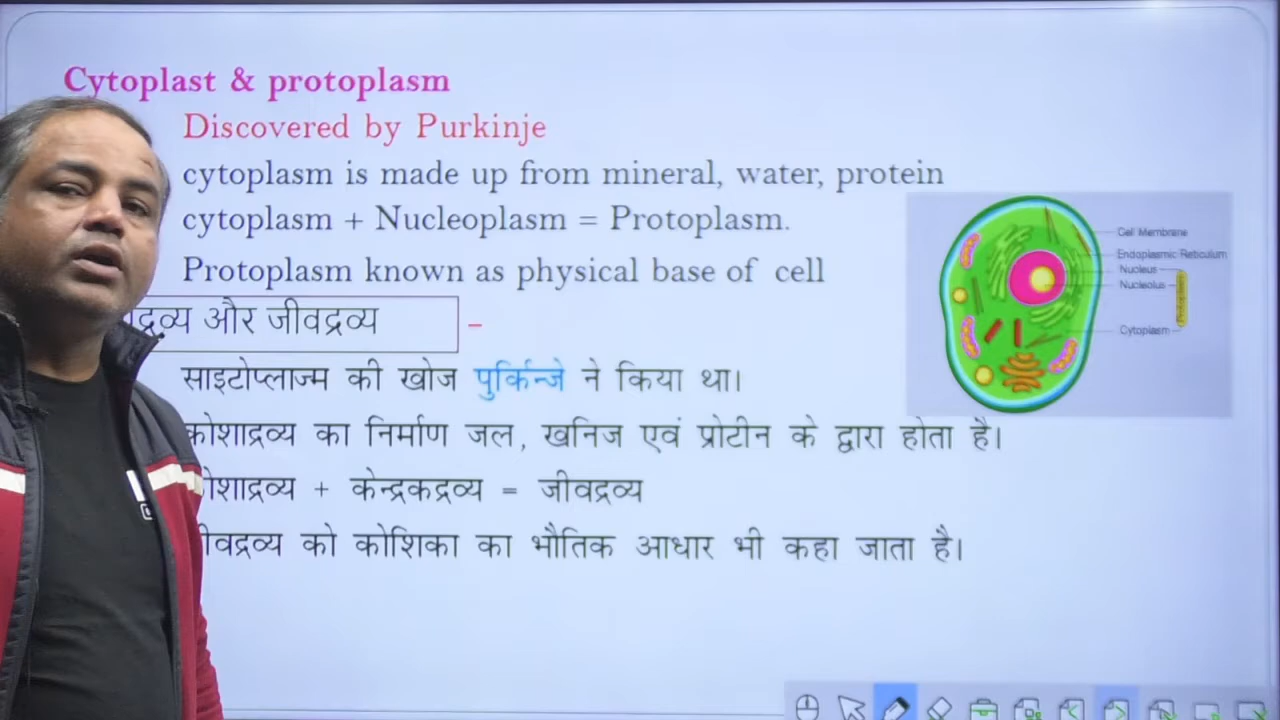 Cytoplast & protoplasm
Discovered by Purkinje
cytoplasm is made up from mineral, water, protein
cytoplasm + Nucleoplasm = Protoplasm.
Protoplasm known as physical base of cell
और जीवद्रव्य
साइटोप्लाज्म की खोज पुर्किन्जे ने किया था।
कोशाद्रव्य का निर्माण जल, खनिज एवं प्रोटीन के द्वारा होता है।
कोशाद्रव्य + केन्द्रकद्रव्य = जीवद्रव्य
जीवद्रव्य को कोशिका का भौतिक आधार भी कहा जाता है।
Cell Membrane
Endoplasmic Reticulum
Nucleus
Nucleolus
Protoplasm
Cytoplasm